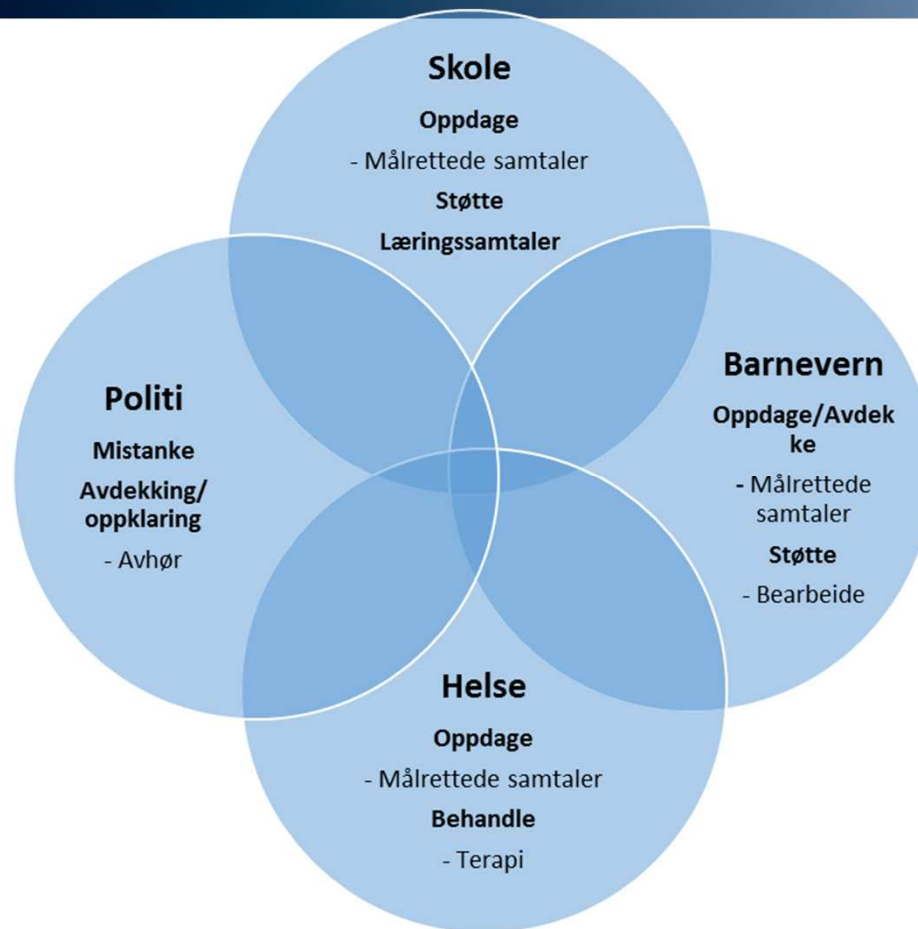 Skole
Oppdage
- Målrettede samtaler
Støtte
Læringssamtaler
Politi
Mistanke
Avdekking/
oppklaring
- Avhør
Barnevern
Oppdage/Avdek
ke
- Målrettede
samtaler
Støtte
- Bearbeide
Helse
Oppdage
- Målrettede samtaler
Behandle
- Terapi